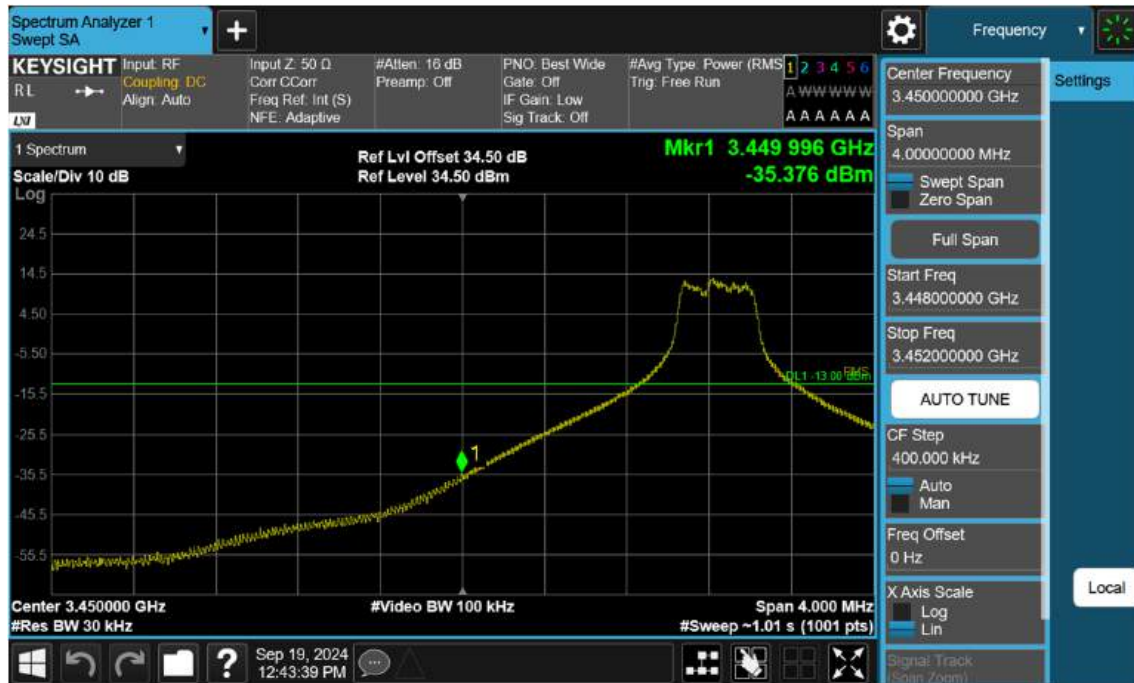 Spectrum Analyzer 1
Swept SA
Frequency
KEYSIGHT
RL
LXI
Input: RF
Coupling: DC
Align: Auto
Input Z: 50 Ω
Corr CCorr
Freq Ref: Int (S)
NFE: Adaptive
#Atten: 16 dB
Preamp: Off
PNO: Best Wide
Gate: Off
IF Gain: Low
Sig Track: Off
#Avg Type: Power (RMS
Trig: Free Run
1 2 3 4 5 6
A W W W W W
A A A A A A
1 Spectrum
Scale/Div 10 dB
Ref Lvl Offset 34.50 dB
Ref Level 34.50 dBm
Mkr1 3.449 996 GHz
-35.376 dBm
Log
24.5
14.5
4.50
-5.50
-15.5
-25.5
-35.5
-45.5
-55.5
DL1 -13.00 dBm
RMS
1
Center 3.450000 GHz
#Res BW 30 kHz
#Video BW 100 kHz
Span 4.000 MHz
#Sweep ~1.01 s (1001 pts)
Center Frequency
3.450000000 GHz
Settings
Span
4.00000000 MHz
Swept Span
Zero Span
Full Span
Start Freq
3.448000000 GHz
Stop Freq
3.452000000 GHz
AUTO TUNE
CF Step
400.000 kHz
Auto
Man
Freq Offset
0 Hz
X Axis Scale
Log
Lin
Local
Signal Track
(Span Zoom)
?
Sep 19, 2024
12:43:39 PM